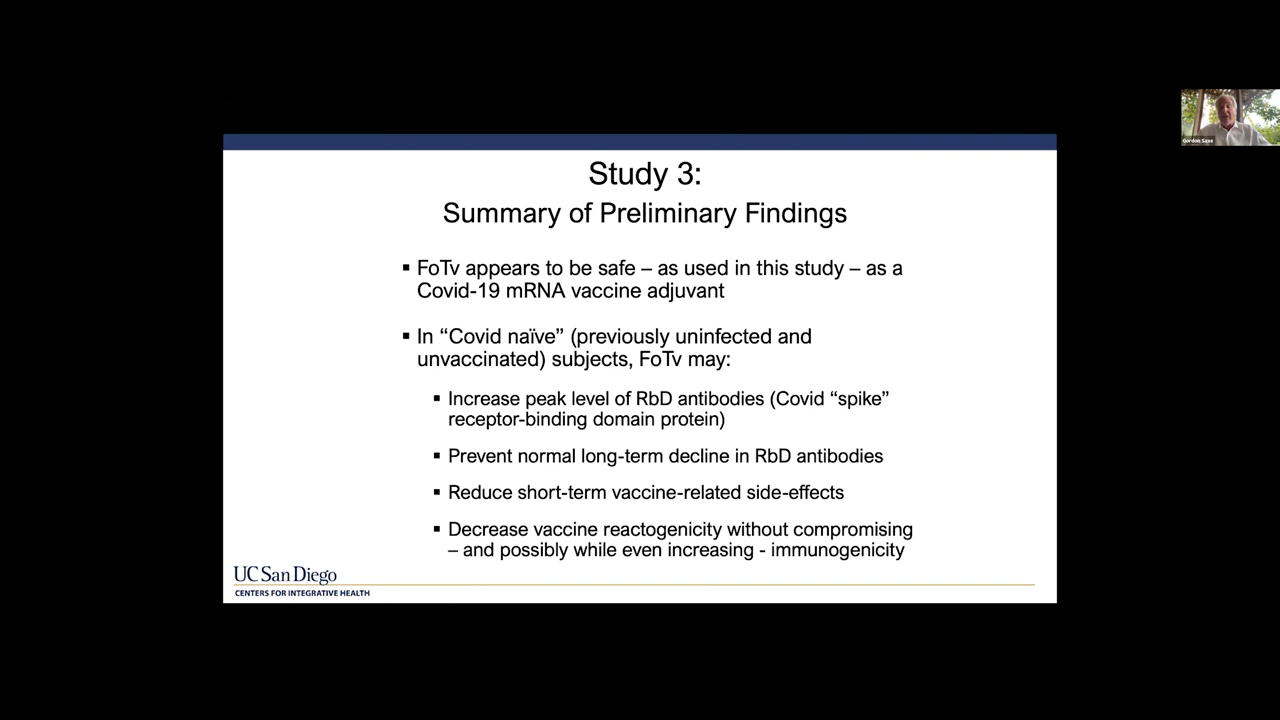 Study 3:
Summary of Preliminary Findings
▪ FoTv appears to be safe – as used in this study – as a
Covid-19 mRNA vaccine adjuvant
▪ In “Covid naïve” (previously uninfected and
unvaccinated) subjects, FoTv may:
▪ Increase peak level of RbD antibodies (Covid “spike”
receptor-binding domain protein)
▪ Prevent normal long-term decline in RbD antibodies
▪ Reduce short-term vaccine-related side-effects
▪ Decrease vaccine reactogenicity without compromising
– and possibly while even increasing - immunogenicity
UC San Diego
CENTERS FOR INTEGRATIVE HEALTH
Gordon Saxe